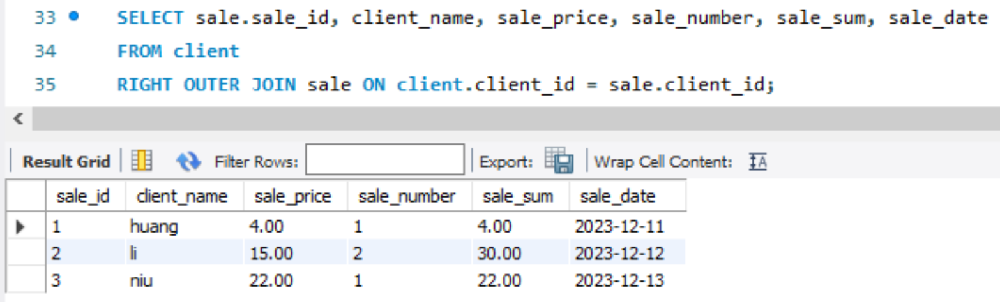 33 SELECT sale.sale_id, client_name, sale_price, sale_number, sale_sum, sale_date
34 FROM client
35 RIGHT OUTER JOIN sale ON client.client_id = sale.client_id;
Result Grid Filter Rows: Export: Wrap Cell Content: IA
sale_id client_name sale_price sale_number sale_sum sale_date
1 huang 4.00 1 4.00 2023-12-11
2 li 15.00 2 30.00 2023-12-12
3 niu 22.00 1 22.00 2023-12-13